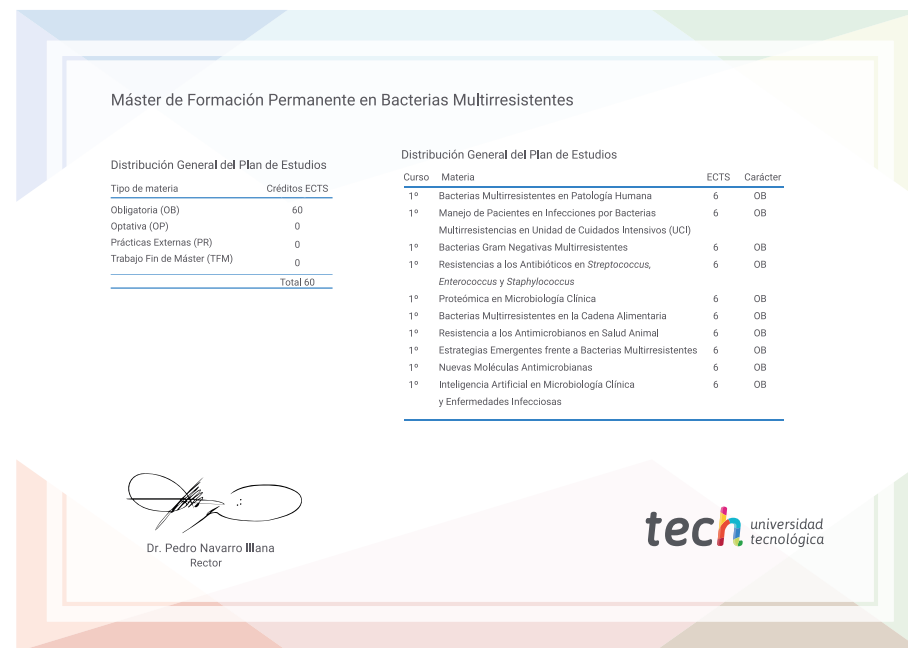 Máster de Formación Permanente en Bacterias Multirresistentes
Distribución General del Plan de Estudios
Tipo de materia Créditos ECTS
Obligatoria (OB) 60
Optativa (OP) 0
Prácticas Externas (PR) 0
Trabajo Fin de Máster (TFM) 0
Total 60
Distribución General del Plan de Estudios
Curso Materia ECTS Carácter
1º Bacterias Multirresistentes en Patología Humana 6 OB
1º Manejo de Pacientes en Infecciones por Bacterias 6 OB
Multirresistencias en Unidad de Cuidados Intensivos (UCI)
1º Bacterias Gram Negativas Multirresistentes 6 OB
1º Resistencias a los Antibióticos en Streptococcus, 6 OB
Enterococcus y Staphylococcus
1º Proteómica en Microbiología Clínica 6 OB
1º Bacterias Multirresistentes en la Cadena Alimentaria 6 OB
1º Resistencia a los Antimicrobianos en Salud Animal 6 OB
1º Estrategias Emergentes frente a Bacterias Multirresistentes 6 OB
1º Nuevas Moléculas Antimicrobianas 6 OB
1º Inteligencia Artificial en Microbiología Clínica 6 OB
y Enfermedades Infecciosas
Dr. Pedro Navarro Illana
Rector
tech universidad
tecnológica